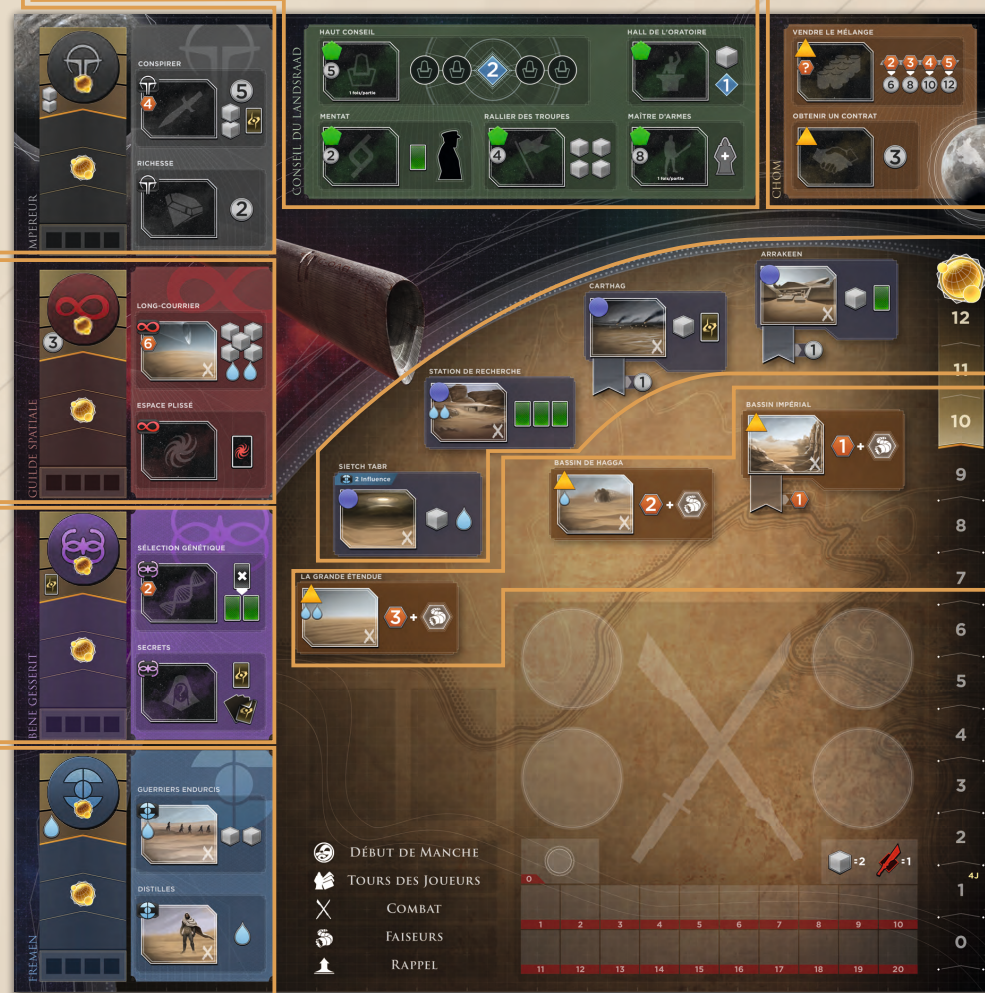 EMPEREUR
CONSPIRER
4
5
RICHESSE
2
GUILDE SPATIALE
3
LONG-COURRIER
6
ESPACE PLISSÉ
BENE GESSERIT
SÉLECTION GÉNÉTIQUE
2
SECRETS
?
FREMEN
GUERRIERS ENDURCIS
DISTILLES
CONSEIL DU LANDSRAAD
HAUT CONSEIL
5
1 fois/partie
2
HALL DE L'ORATOIRE
1
MENTAT
2
RALLIER DES TROUPES
4
MAÎTRE D'ARMES
8
1 fois/partie
+
CHOM
VENDRE LE MÉLANGE
?
2 3 4 5
6 8 10 12
OBTENIR UN CONTRAT
3
ARRAKEEN
1
CARTHAG
1
STATION DE RECHERCHE
SIETCH TABR
2 Influence
BASSIN IMPÉRIAL
1 +
1
BASSIN DE HAGGA
2 +
LA GRANDE ÉTENDUE
3 +
12
11
10
9
8
7
6
5
4
3
2
4J
1
0
DÉBUT DE MANCHE
TOURS DES JOUEURS
COMBAT
FAISEURS
RAPPEL
=2 =1
0
1 2 3 4 5 6 7 8 9 10
11 12 13 14 15 16 17 18 19 20